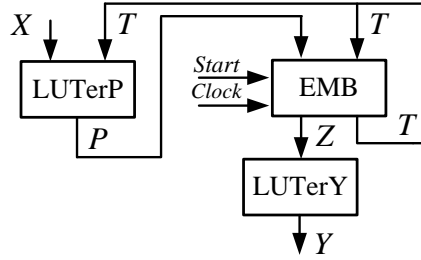 X T T
LUTerP Start Clock EMB
P Z T
LUTerY
Y